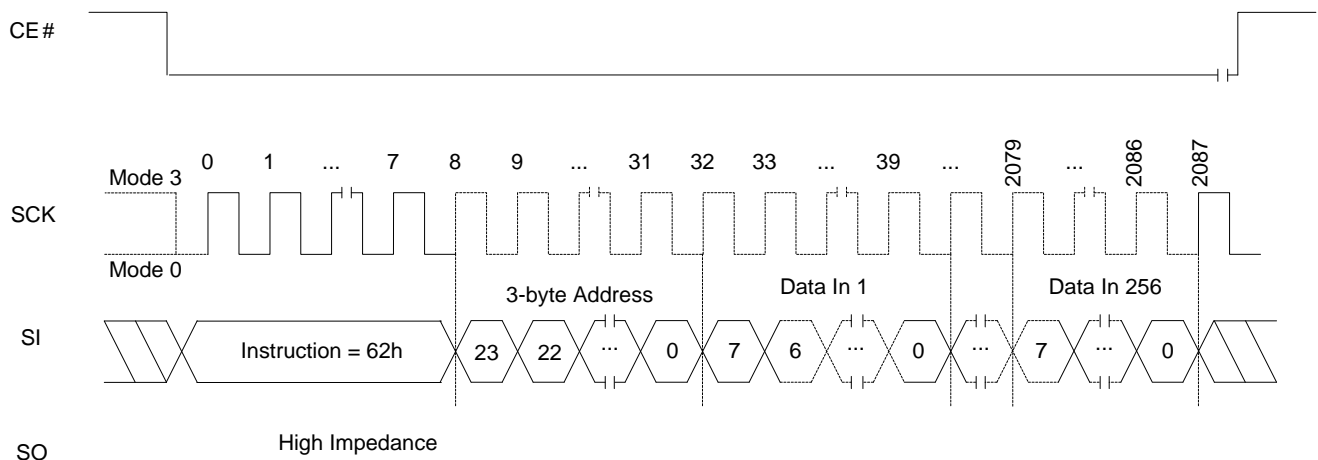 CE #
0 1 ... 7 8 9 ... 31 32 33 ... 39 ... 2079 ... 2086 2087
Mode 3
SCK
Mode 0
3-byte Address Data In 1 Data In 256
SI
Instruction = 62h 23 22 ... 0 7 6 ... 0 ... 7 ... 0
High Impedance
SO